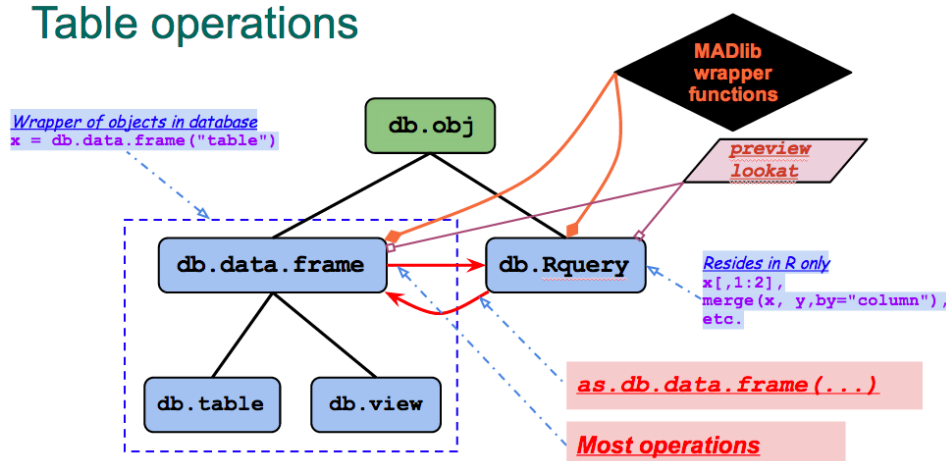 Table operations
MADlib
wrapper
functions
Wrapper of objects in database
x = db.data.frame("table")
db.obj
preview
lookat
db.data.frame
db.Rquery
Resides in R only
x[,1:2],
merge(x, y,by="column"),
etc.
db.table
db.view
as.db.data.frame(...)
Most operations